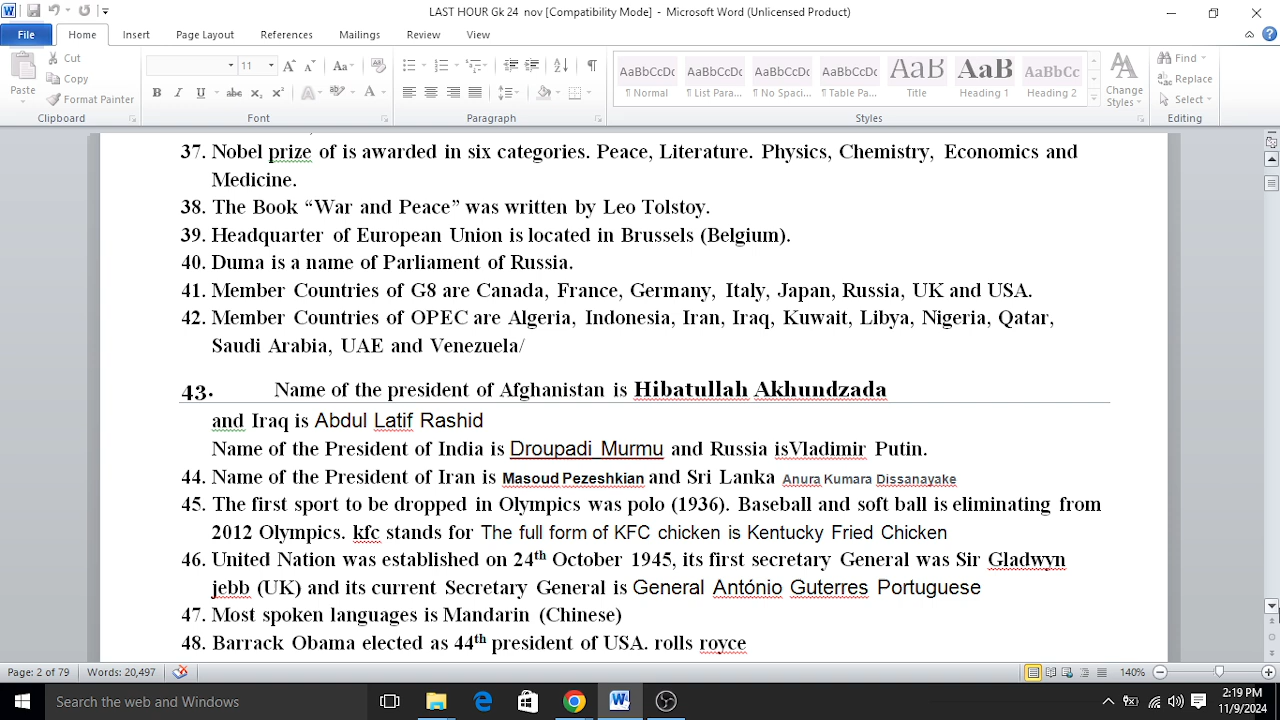 LAST HOUR Gk 24 nov [Compatibility Mode] - Microsoft Word (Unlicensed Product)
File Home Insert Page Layout References Mailings Review View
Paste Cut Copy Format Painter
11
AaBbCcDc AaBbCcDc AaBbCcDc AaBbCcDc AaB AaB AaBbCc
¶ Normal ¶ List Para... ¶ No Spaci... ¶ Table Pa... Title Heading 1 Heading 2
Change Styles
Find Replace Select
Clipboard Font Paragraph Styles Editing
37. Nobel prize of is awarded in six categories. Peace, Literature. Physics, Chemistry, Economics and
Medicine.
38. The Book “War and Peace” was written by Leo Tolstoy.
39. Headquarter of European Union is located in Brussels (Belgium).
40. Duma is a name of Parliament of Russia.
41. Member Countries of G8 are Canada, France, Germany, Italy, Japan, Russia, UK and USA.
42. Member Countries of OPEC are Algeria, Indonesia, Iran, Iraq, Kuwait, Libya, Nigeria, Qatar,
Saudi Arabia, UAE and Venezuela/
43. Name of the president of Afghanistan is Hibatullah Akhundzada
and Iraq is Abdul Latif Rashid
Name of the President of India is Droupadi Murmu and Russia isVladimir Putin.
44. Name of the President of Iran is Masoud Pezeshkian and Sri Lanka Anura Kumara Dissanayake
45. The first sport to be dropped in Olympics was polo (1936). Baseball and soft ball is eliminating from
2012 Olympics. kfc stands for The full form of KFC chicken is Kentucky Fried Chicken
46. United Nation was established on 24th October 1945, its first secretary General was Sir Gladwyn
jebb (UK) and its current Secretary General is General António Guterres Portuguese
47. Most spoken languages is Mandarin (Chinese)
48. Barrack Obama elected as 44th president of USA. rolls royce
Page: 2 of 79 Words: 20,497 140%
Search the web and Windows
2:19 PM
11/9/2024